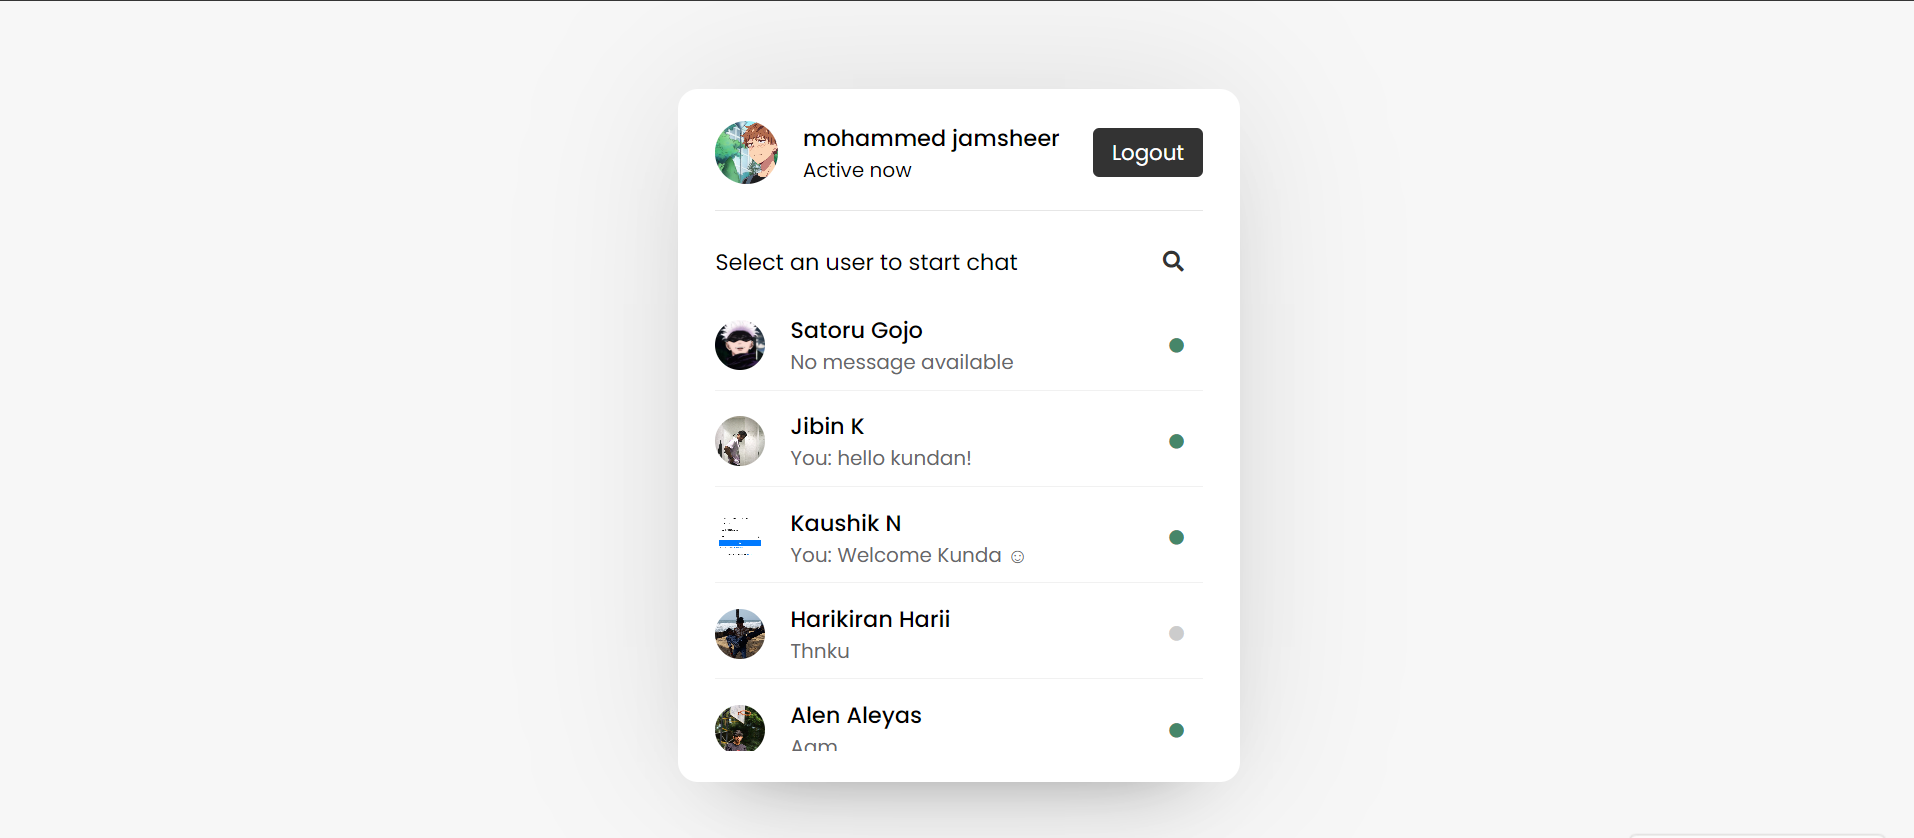 mohammed jamsheer
Active now
Logout
Select an user to start chat
Satoru Gojo
No message available
Jibin K
You: hello kundan!
Kaushik N
You: Welcome Kunda ☺
Harikiran Harii
Thnku
Alen Aleyas